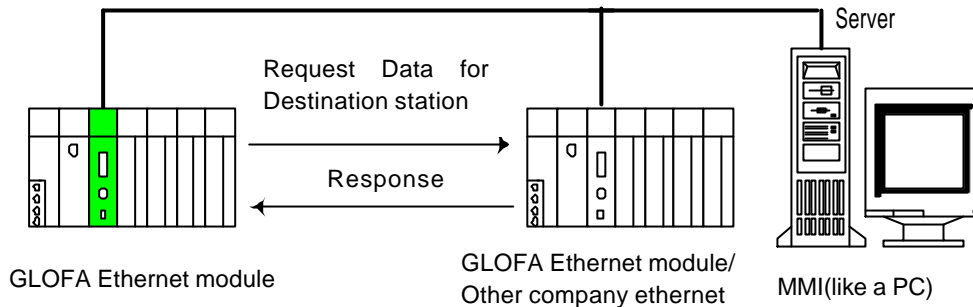 Server
Request Data for
Destination station
Response
GLOFA Ethernet module
GLOFA Ethernet module/
Other company ethernet
MMI(like a PC)